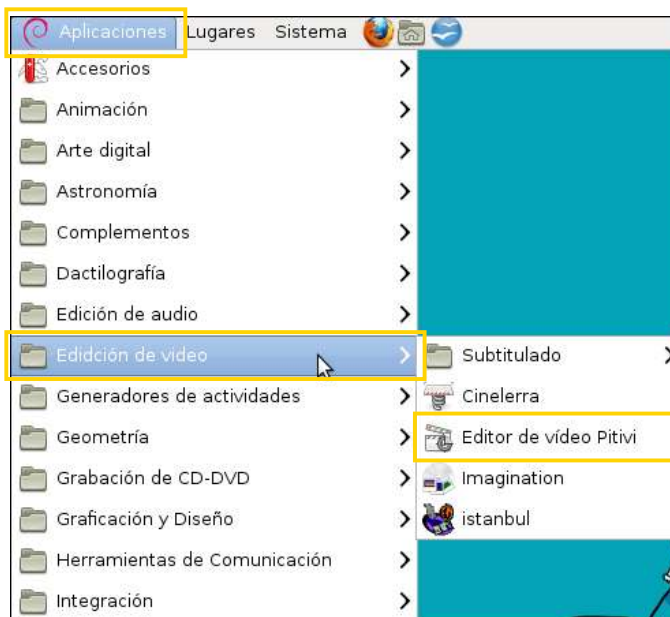 Aplicaciones Lugares Sistema
Accesorios
Animación
Arte digital
Astronomía
Complementos
Dactilografía
Edición de audio
Edidción de video
Generadores de actividades
Geometría
Grabación de CD-DVD
Graficación y Diseño
Herramientas de Comunicación
Integración
Subtitulado
Cinelerra
Editor de vídeo Pitivi
Imagination
istanbul